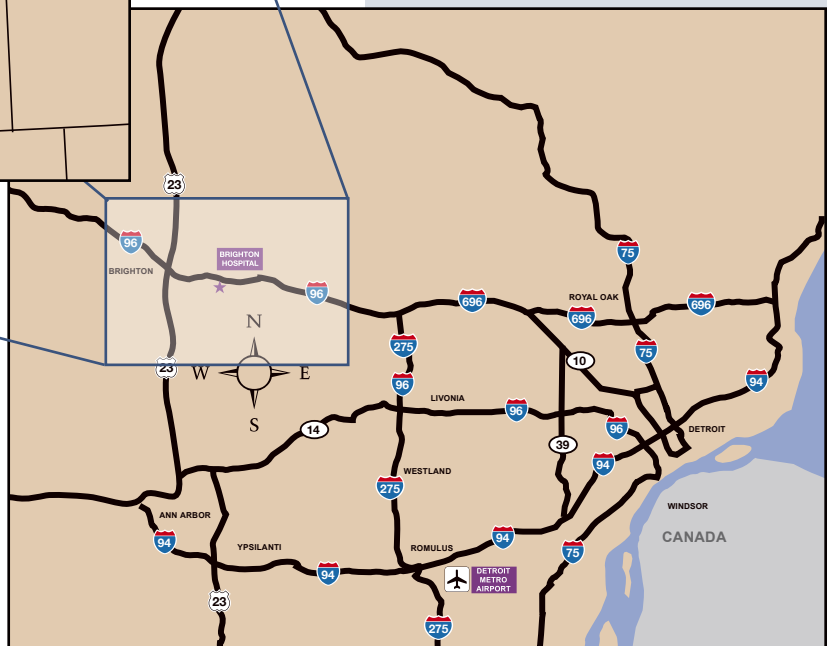 23
96
BRIGHTON
HOSPITAL
75
BRIGHTON
96
ROYAL OAK
696
696
696
N
275
75
10
23
W
E
96
94
LIVONIA
96
S
14
96
DETROIT
39
94
WESTLAND
275
WINDSOR
ANN ARBOR
CANADA
94
94
YPSILANTI
ROMULUS
75
94
DETROIT
METRO
AIRPORT
23
275